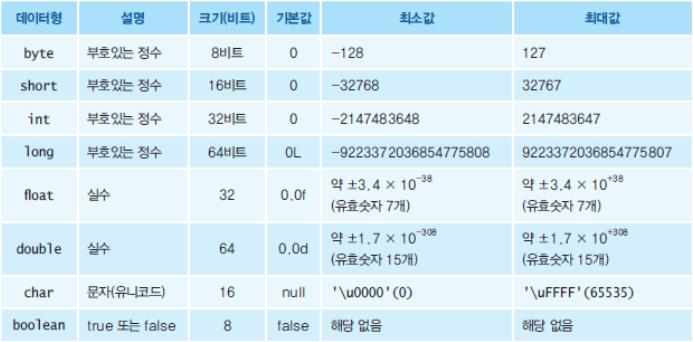 데이터형 설명 크기(비트) 기본값 최소값 최대값
byte 부호있는 정수 8비트 0 -128 127
short 부호있는 정수 16비트 0 -32768 32767
int 부호있는 정수 32비트 0 -2147483648 2147483647
long 부호있는 정수 64비트 0L -9223372036854775808 9223372036854775807
float 실수 32 0.0f 약 ±3.4 × 10⁻³⁸ 약 ±3.4 × 10⁺³⁸
(유효숫자 7개) (유효숫자 7개)
double 실수 64 0.0d 약 ±1.7 × 10⁻³⁰⁸ 약 ±1.7 × 10⁺³⁰⁸
(유효숫자 15개) (유효숫자 15개)
char 문자(유니코드) 16 null '\u0000'(0) '\uFFFF'(65535)
boolean true 또는 false 8 false 해당 없음 해당 없음